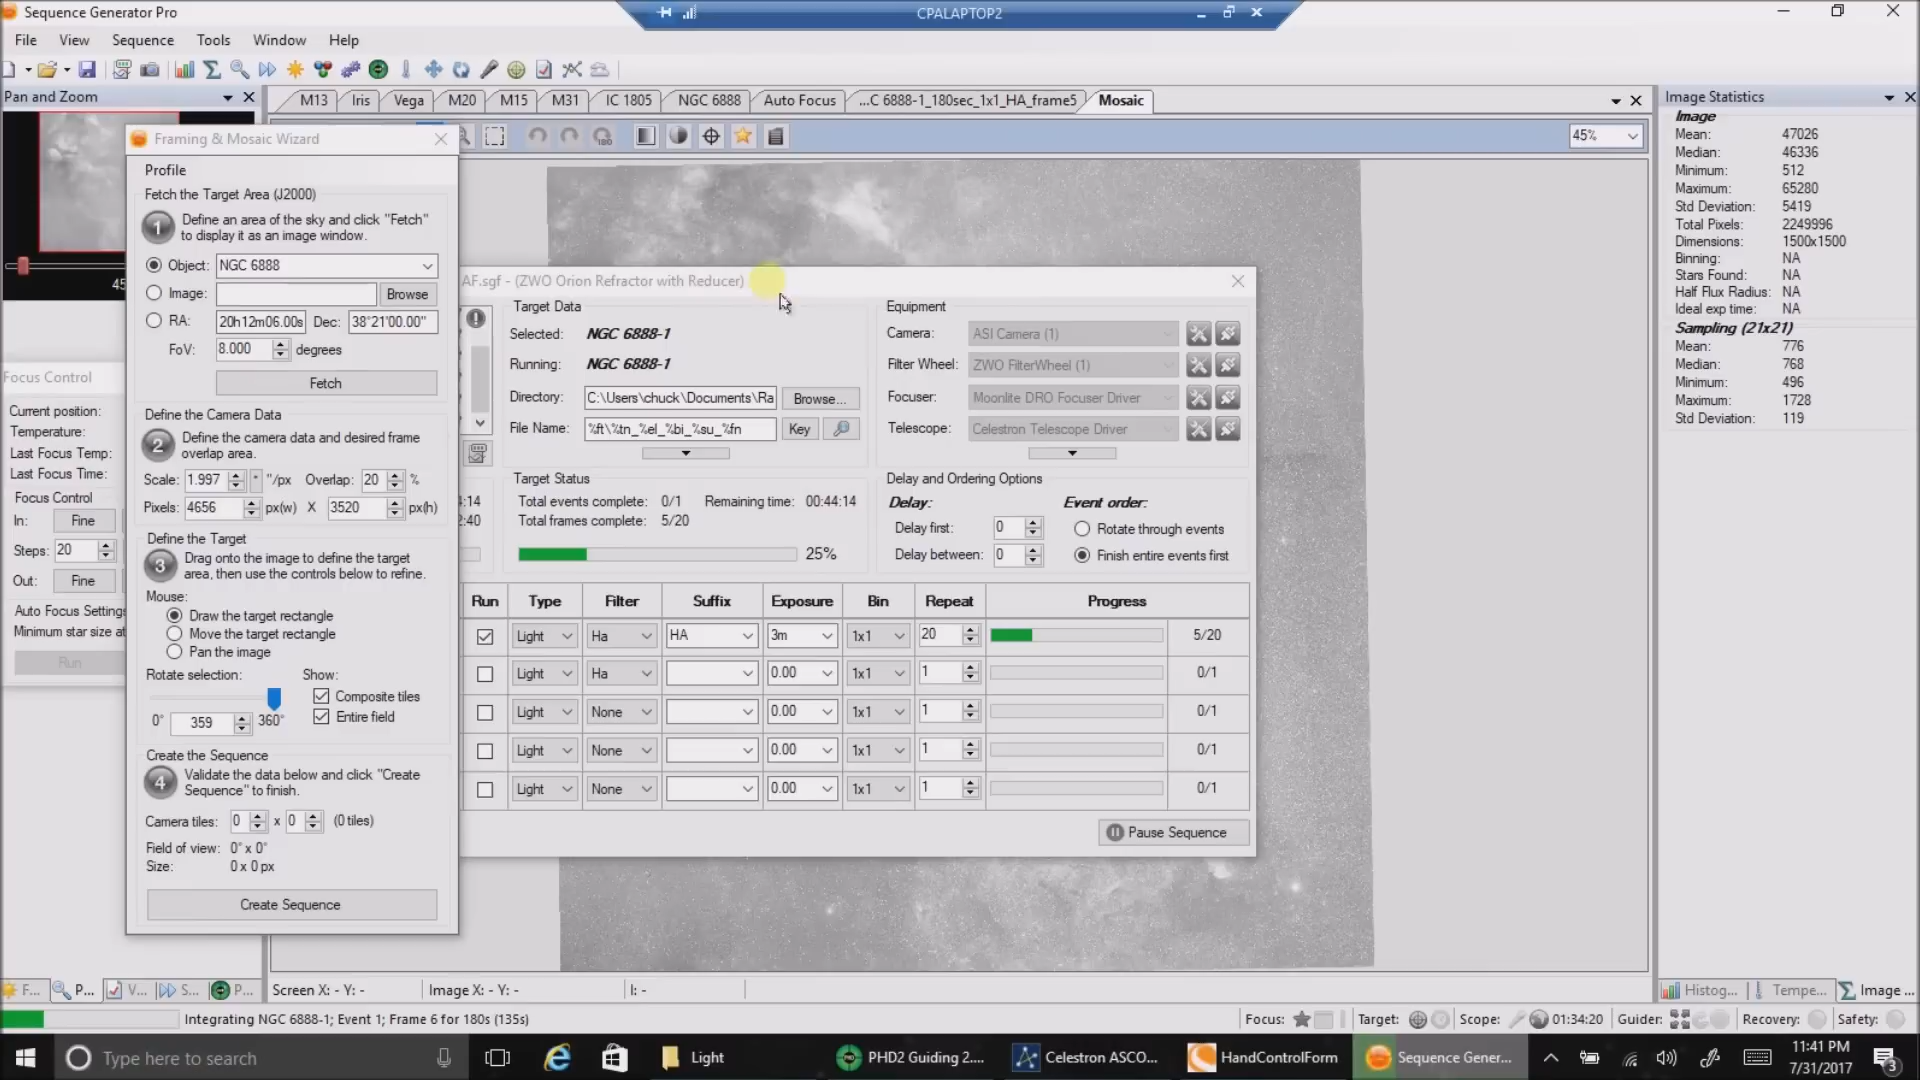 Sequence Generator Pro
CPALAPTOP2
File View Sequence Tools Window Help
Pan and Zoom
M13 Iris Vega M20 M15 M31 IC 1805 NGC 6888 Auto Focus ...C 6888-1_180sec_1x1_HA_frame5 Mosaic
45%
Framing & Mosaic Wizard
Profile
Fetch the Target Area (J2000)
1 Define an area of the sky and click "Fetch"
to display it as an image window.
Object: NGC 6888
Image: Browse
RA: 20h12m06.00s Dec: 38°21'00.00"
FoV: 8.000 degrees
Fetch
Define the Camera Data
2 Define the camera data and desired frame
overlap area.
Scale: 1.997 "/px Overlap: 20 %
Pixels: 4656 px(w) X 3520 px(h)
Define the Target
3 Drag onto the image to define the target
area, then use the controls below to refine.
Mouse:
Draw the target rectangle
Move the target rectangle
Pan the image
Rotate selection: Show:
Composite tiles
0° 359 360° Entire field
Create the Sequence
4 Validate the data below and click "Create
Sequence" to finish.
Camera tiles: 0 x 0 (0 tiles)
Field of view: 0° x 0°
Size: 0 x 0 px
Create Sequence
45
Focus Control
Current position:
Temperature:
Last Focus Temp:
Last Focus Time:
Focus Control
In: Fine
Steps: 20
Out: Fine
Auto Focus Settings
Minimum star size at
Run
AF.sgf - (ZWO Orion Refractor with Reducer)
Target Data
Selected: NGC 6888-1
Running: NGC 6888-1
Directory: C:\Users\chuck\Documents\Ra Browse...
File Name: %ft\%tn_%el_%bi_%su_%fn Key
Equipment
Camera: ASI Camera (1)
Filter Wheel: ZWO FilterWheel (1)
Focuser: Moonlite DRO Focuser Driver
Telescope: Celestron Telescope Driver
4:14
2:40
Target Status
Total events complete: 0/1 Remaining time: 00:44:14
Total frames complete: 5/20
25%
Delay and Ordering Options
Delay: Event order:
Delay first: 0 Rotate through events
Delay between: 0 Finish entire events first
Run Type Filter Suffix Exposure Bin Repeat Progress
Light Ha HA 3m 1x1 20 5/20
Light Ha 0.00 1x1 1 0/1
Light None 0.00 1x1 1 0/1
Light None 0.00 1x1 1 0/1
Light None 0.00 1x1 1 0/1
Pause Sequence
Image Statistics
Image
Mean: 47026
Median: 46336
Minimum: 512
Maximum: 65280
Std Deviation: 5419
Total Pixels: 2249996
Dimensions: 1500x1500
Binning: NA
Stars Found: NA
Half Flux Radius: NA
Ideal exp time: NA
Sampling (21x21)
Mean: 776
Median: 768
Minimum: 496
Maximum: 1728
Std Deviation: 119
F... P... V... S... P... Screen X: - Y: - Image X: - Y: - I: - Histog... Tempe... Image ...
Integrating NGC 6888-1; Event 1; Frame 6 for 180s (135s) Focus: Target: Scope: 01:34:20 Guider: Recovery: Safety:
Type here to search Light PHD2 Guiding 2.... Celestron ASCO... HandControlForm Sequence Gener... 11:41 PM
7/31/2017 3